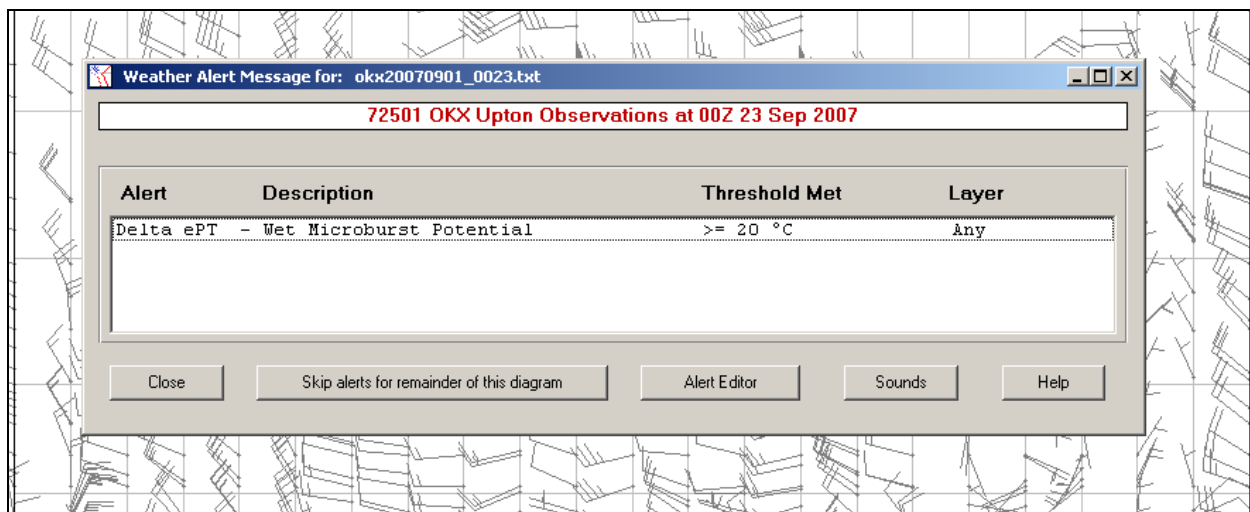 Weather Alert Message for: okx20070901_0023.txt
72501 OKX Upton Observations at 00Z 23 Sep 2007
Alert Description Threshold Met Layer
Delta ePT - Wet Microburst Potential >= 20 °C Any
Close Skip alerts for remainder of this diagram Alert Editor Sounds Help